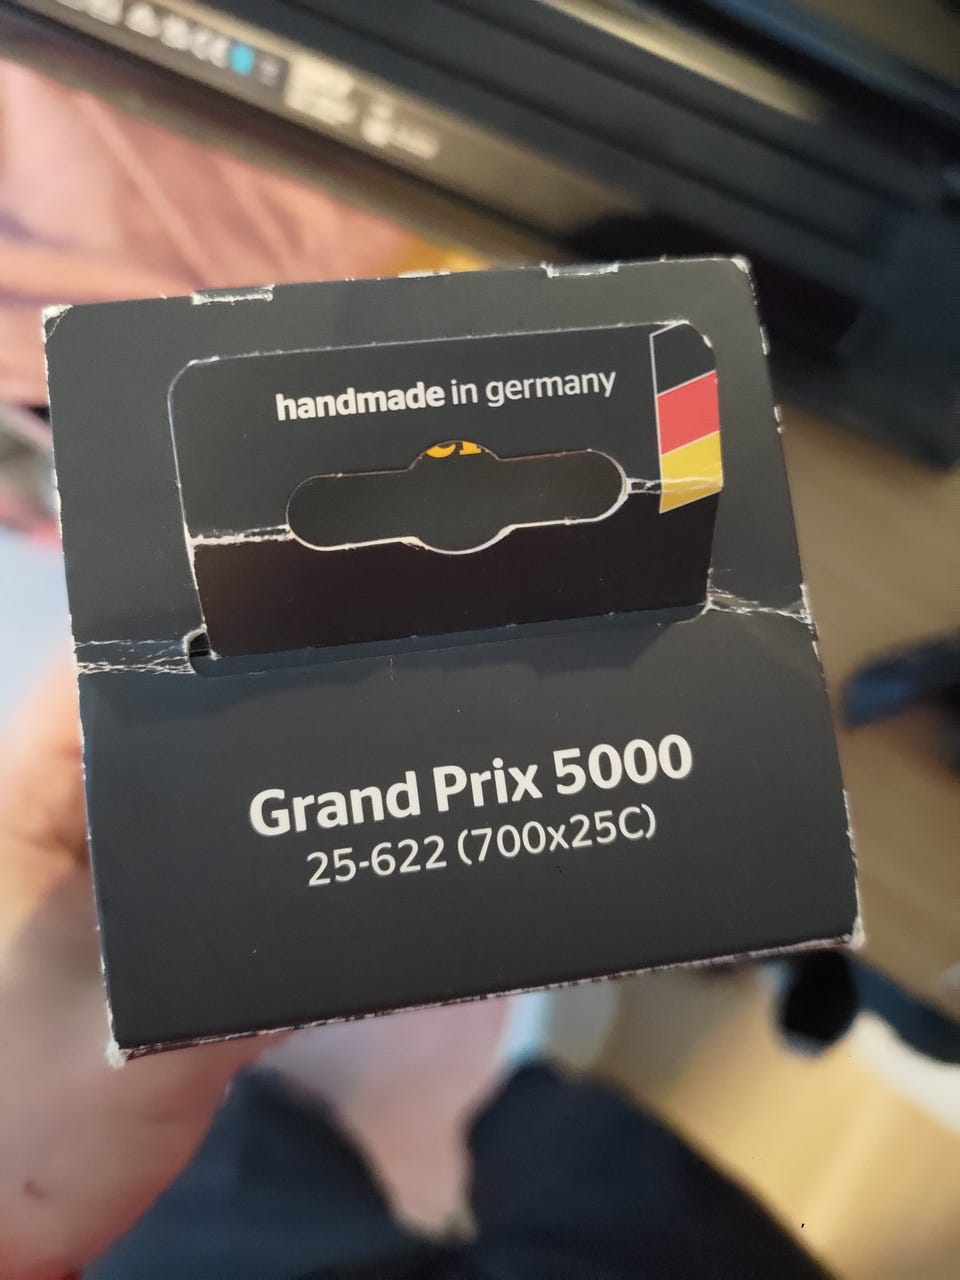 handmade in germany
Grand Prix 5000
25-622 (700x25C)